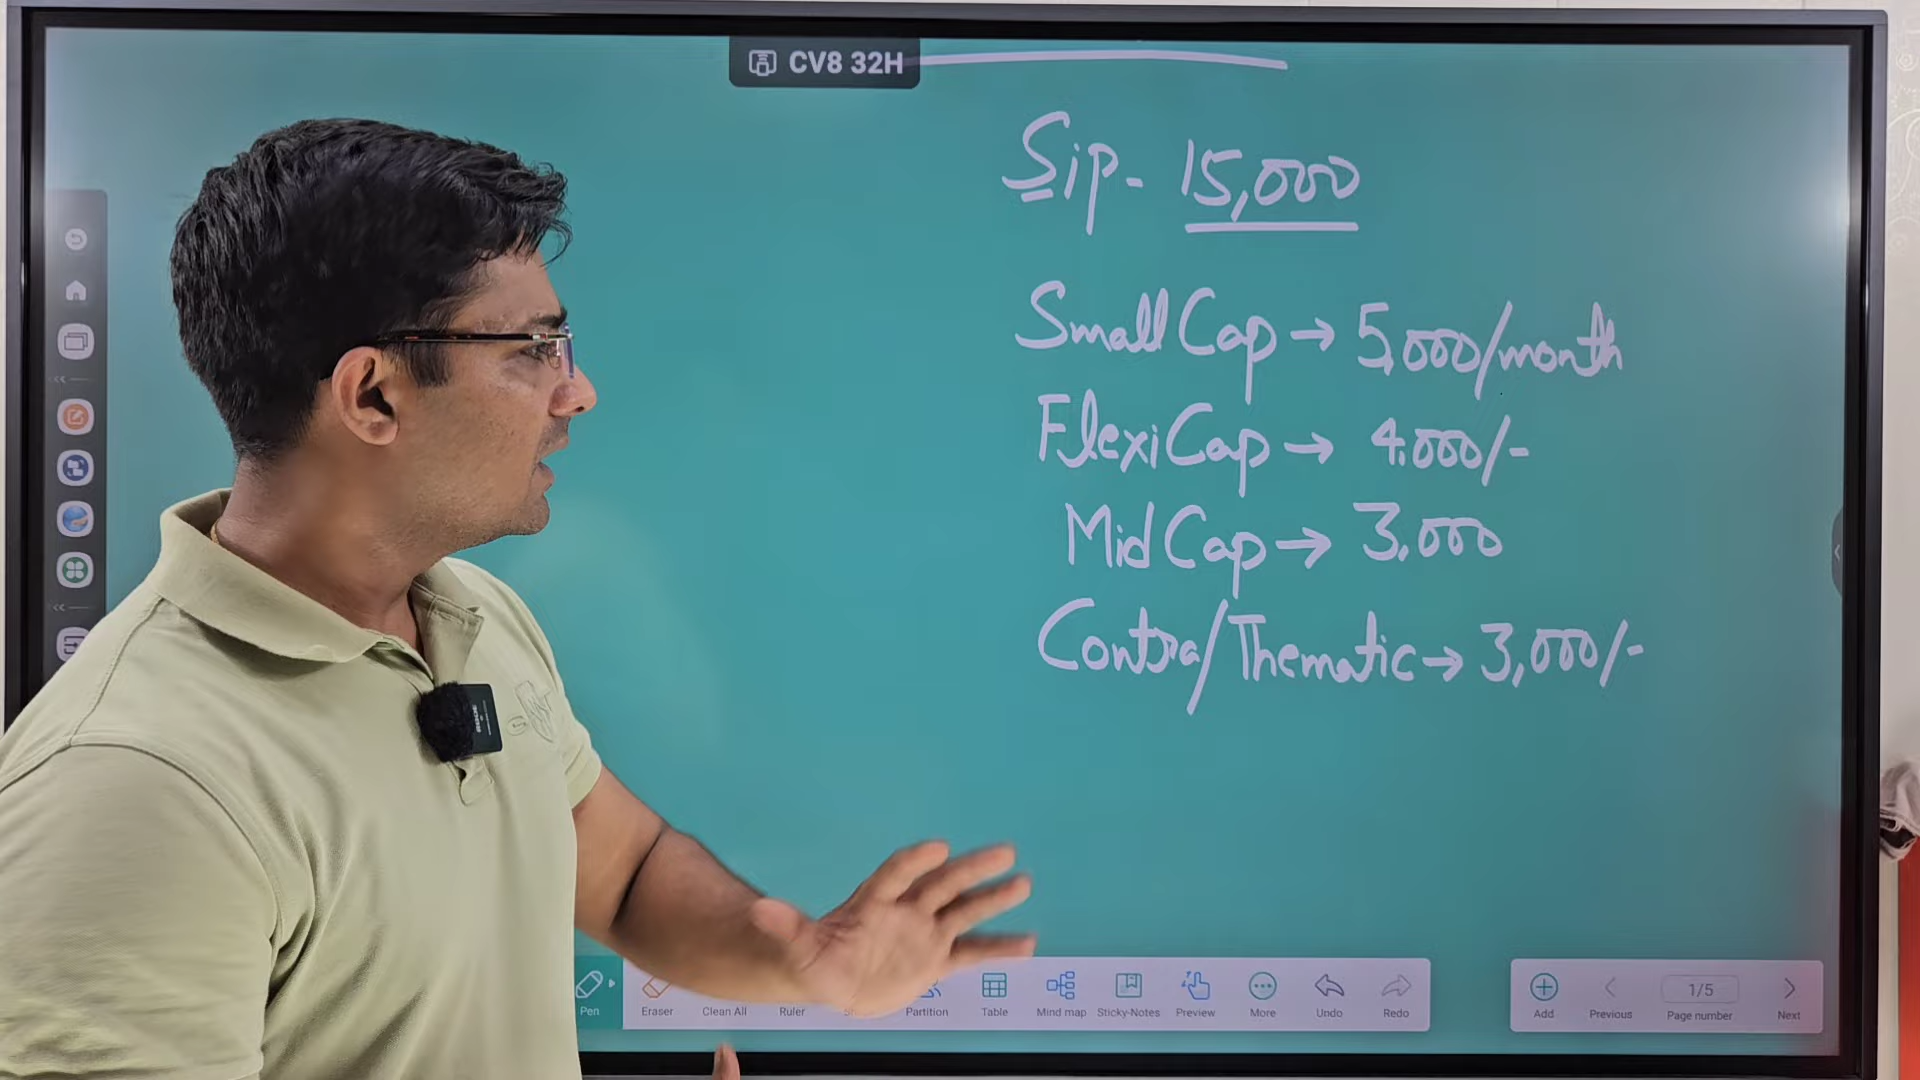 CV8 32H
Sip - 15,000
Small Cap → 5,000/month
Flexi Cap → 4.000/-
Mid Cap → 3.000
Contra/Thematic → 3,000/-
Pen Eraser Clean All Ruler Partition Table Mind map Sticky-Notes Preview More Undo Redo
Add Previous 1/5 Page number Next